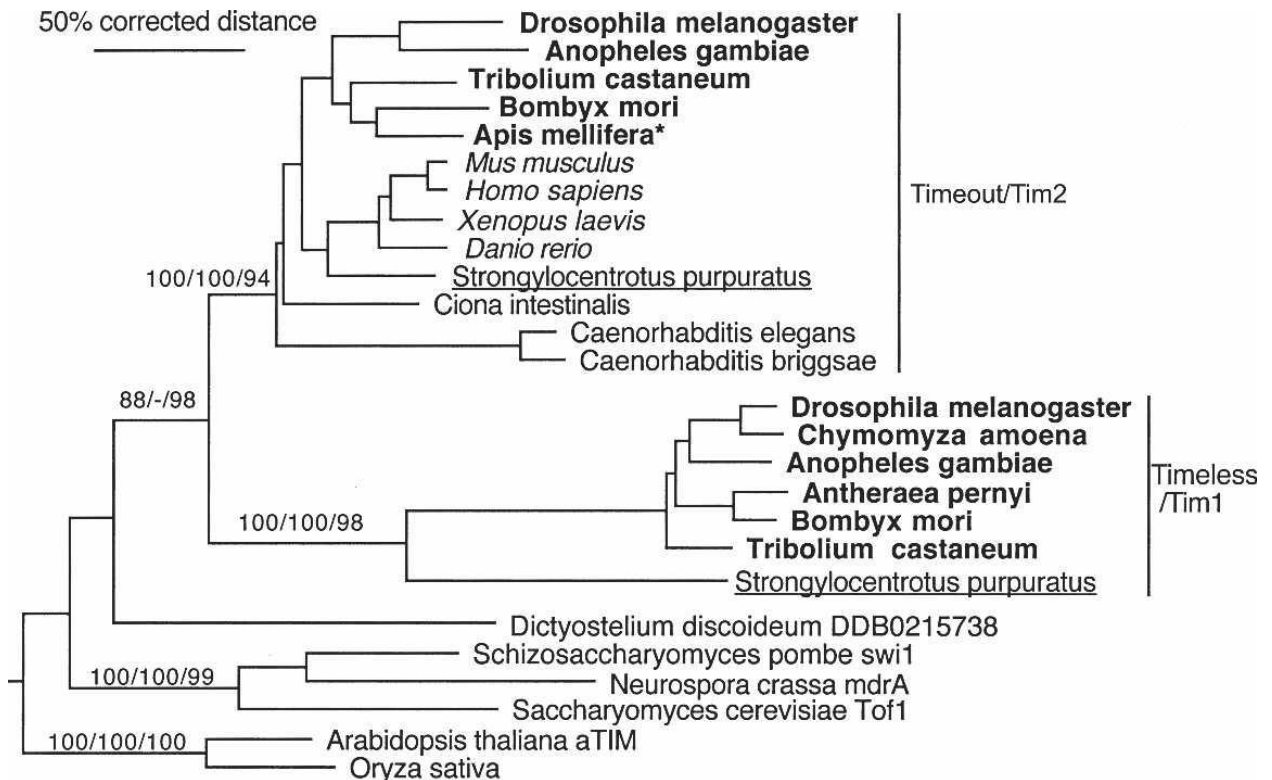 50% corrected distance
Drosophila melanogaster
Anopheles gambiae
Tribolium castaneum
Bombyx mori
Apis mellifera*
Mus musculus
Homo sapiens
Timeout/Tim2
Xenopus laevis
Danio rerio
100/100/94
Strongylocentrotus purpuratus
Ciona intestinalis
Caenorhabditis elegans
Caenorhabditis briggsae
88/-/98
Drosophila melanogaster
Chymomyza amoena
Anopheles gambiae
Timeless
/Tim1
Antheraea pernyi
100/100/98
Bombyx mori
Tribolium castaneum
Strongylocentrotus purpuratus
Dictyostelium discoideum DDB0215738
Schizosaccharyomyces pombe swi1
100/100/99
Neurospora crassa mdrA
Saccharyomyces cerevisiae Tof1
100/100/100
Arabidopsis thaliana aTIM
Oryza sativa